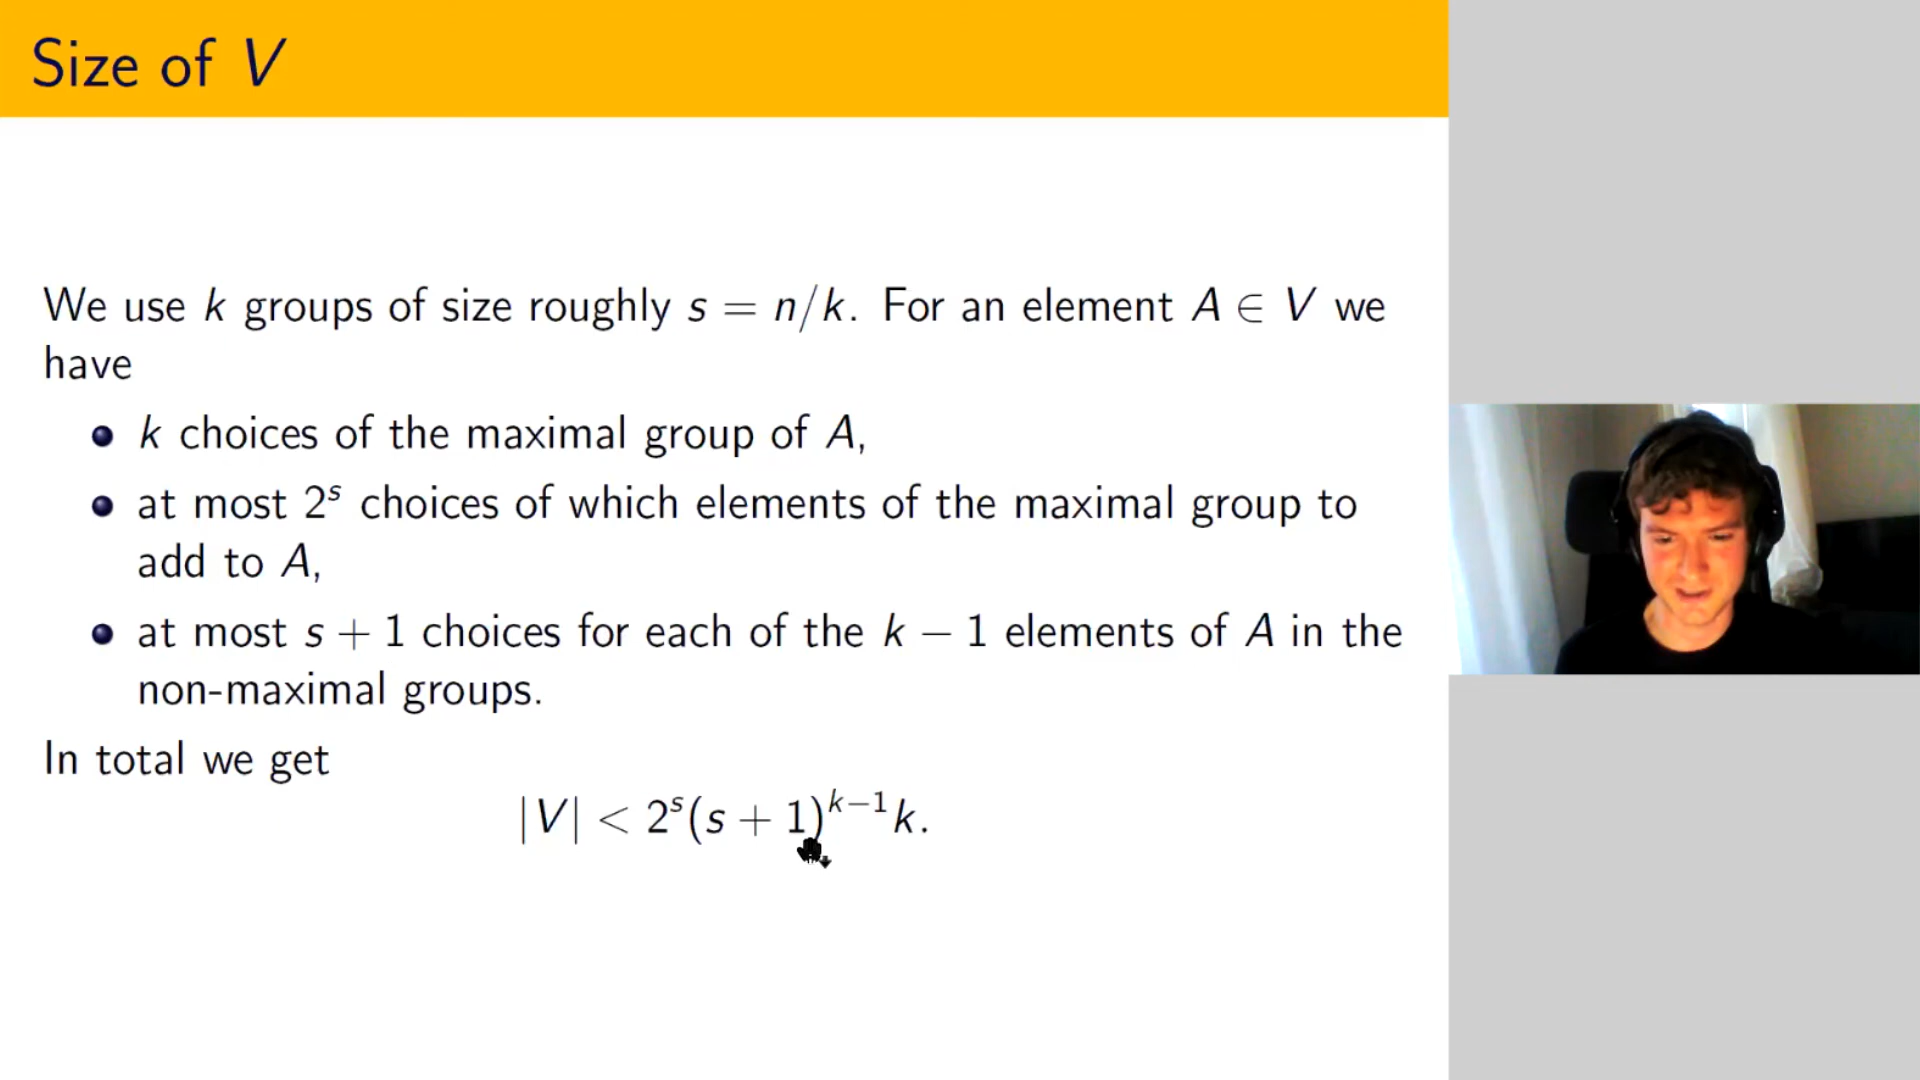 Size of V
We use k groups of size roughly s = n/k. For an element A ∈ V we
have
• k choices of the maximal group of A,
• at most 2^s choices of which elements of the maximal group to
add to A,
• at most s + 1 choices for each of the k − 1 elements of A in the
non-maximal groups.
In total we get
|V| < 2^s(s + 1)^{k−1}k.